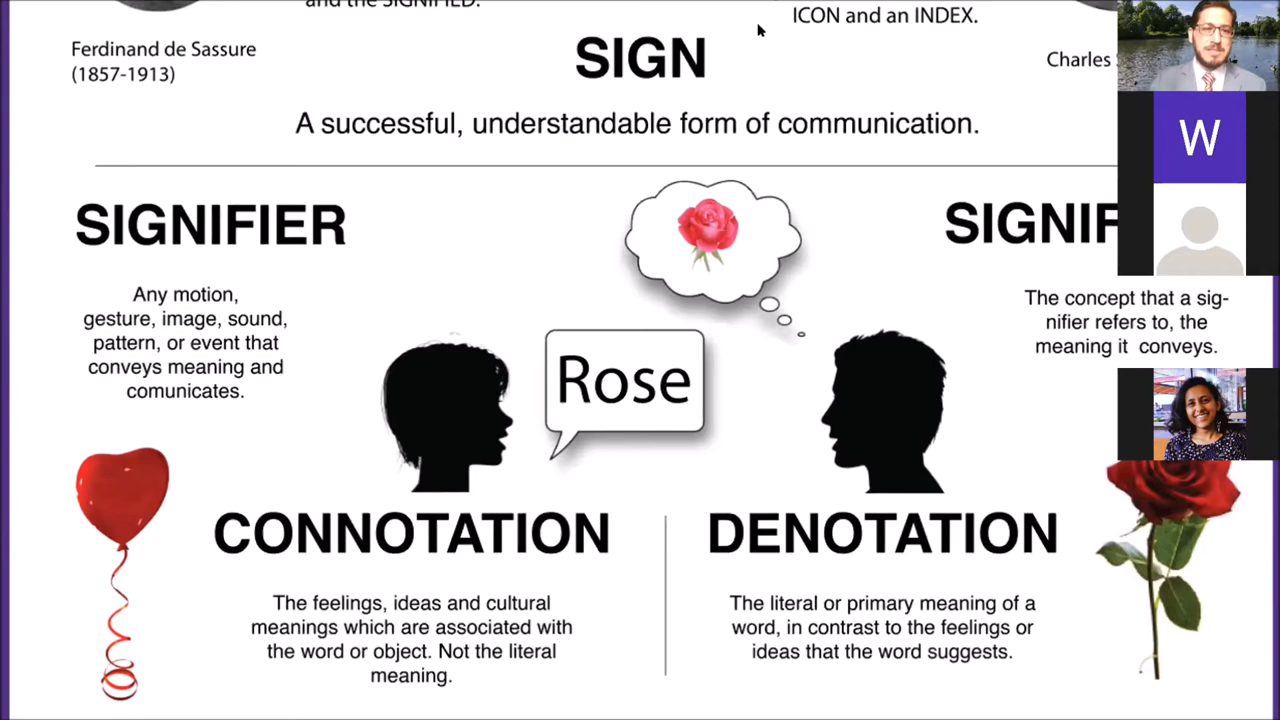 and the SIGNIFIED.
ICON and an INDEX.
Ferdinand de Sassure
(1857-1913)
SIGN
Charles
A successful, understandable form of communication.
SIGNIFIER
SIGNIF
Any motion,
gesture, image, sound,
pattern, or event that
conveys meaning and
comunicates.
The concept that a sig-
nifier refers to, the
meaning it conveys.
Rose
W
CONNOTATION
DENOTATION
The feelings, ideas and cultural
meanings which are associated with
the word or object. Not the literal
meaning.
The literal or primary meaning of a
word, in contrast to the feelings or
ideas that the word suggests.